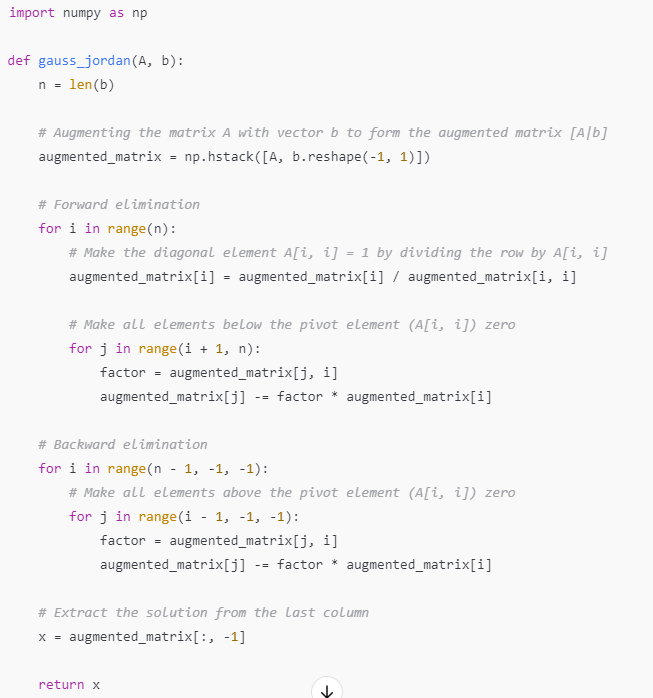 import numpy as np
def gauss_jordan(A, b):
    n = len(b)
    # Augmenting the matrix A with vector b to form the augmented matrix [A|b]
    augmented_matrix = np.hstack([A, b.reshape(-1, 1)])
    # Forward elimination
    for i in range(n):
        # Make the diagonal element A[i, i] = 1 by dividing the row by A[i, i]
        augmented_matrix[i] = augmented_matrix[i] / augmented_matrix[i, i]
        # Make all elements below the pivot element (A[i, i]) zero
        for j in range(i + 1, n):
            factor = augmented_matrix[j, i]
            augmented_matrix[j] -= factor * augmented_matrix[i]
    # Backward elimination
    for i in range(n - 1, -1, -1):
        # Make all elements above the pivot element (A[i, i]) zero
        for j in range(i - 1, -1, -1):
            factor = augmented_matrix[j, i]
            augmented_matrix[j] -= factor * augmented_matrix[i]
    # Extract the solution from the last column
    x = augmented_matrix[:, -1]
    return x